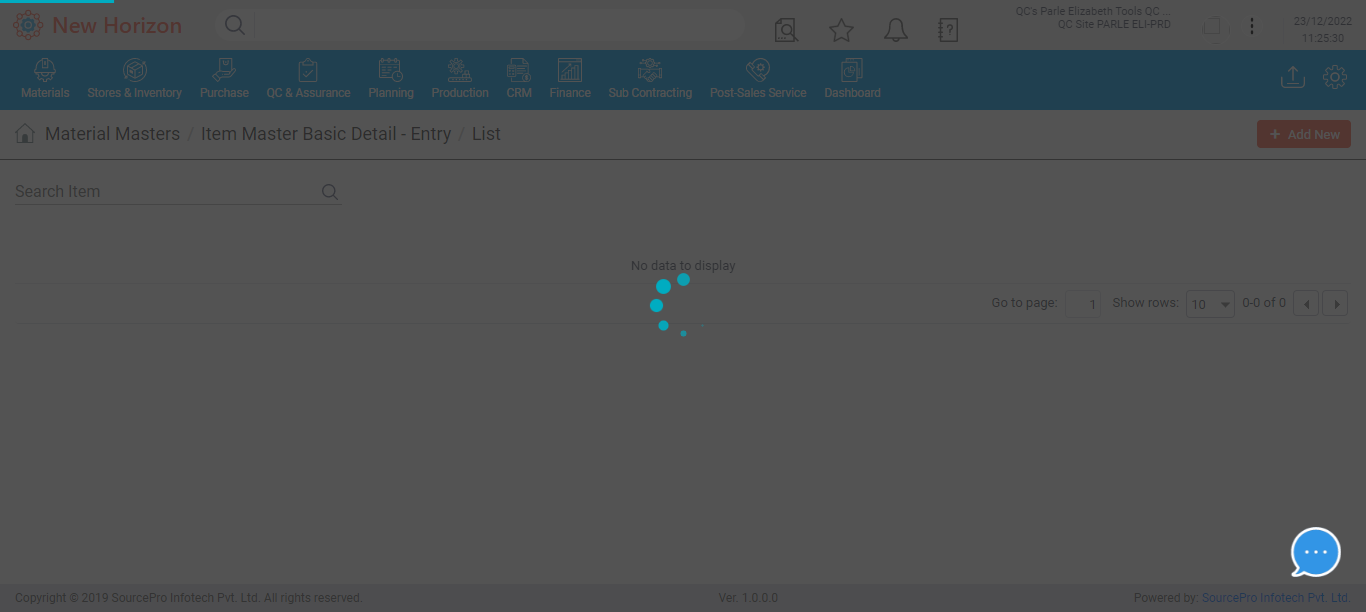 New Horizon
QC's Parle Elizabeth Tools QC ...
QC Site PARLE ELI-PRD
23/12/2022
11:25:30
Materials
Stores & Inventory
Purchase
QC & Assurance
Planning
Production
CRM
Finance
Sub Contracting
Post-Sales Service
Dashboard
Material Masters / Item Master Basic Detail - Entry / List
+ Add New
Search Item
No data to display
Go to page: 1 Show rows: 10 0-0 of 0
Copyright © 2019 SourcePro Infotech Pvt. Ltd. All rights reserved.
Ver. 1.0.0.0
Powered by: SourcePro Infotech Pvt. Ltd.